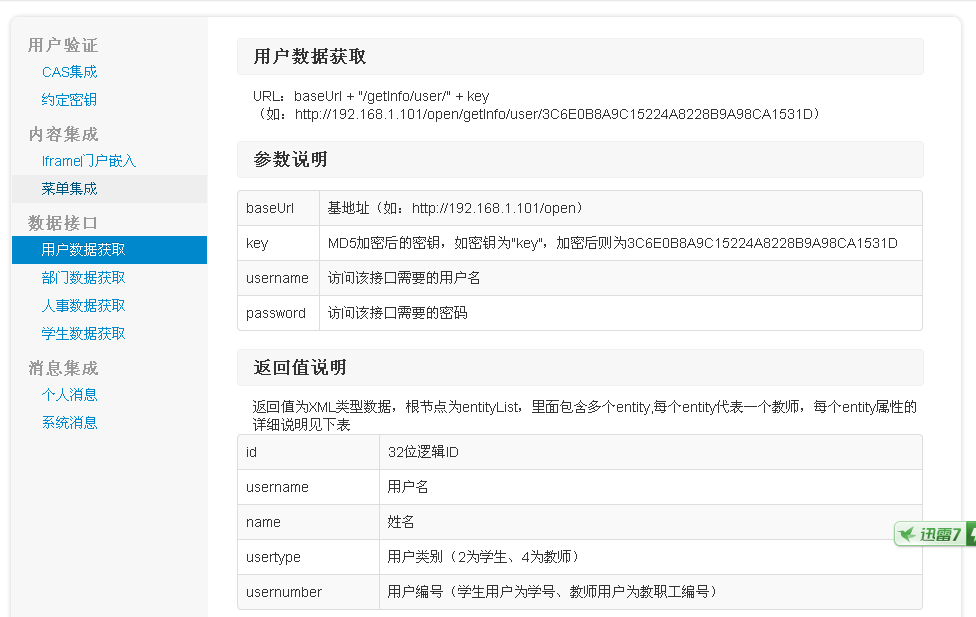 用户验证
CAS集成
约定密钥
内容集成
Iframe门户嵌入
菜单集成
数据接口
用户数据获取
部门数据获取
人事数据获取
学生数据获取
消息集成
个人消息
系统消息
用户数据获取
URL：baseUrl + "/getInfo/user/" + key
（如：http://192.168.1.101/open/getInfo/user/3C6E0B8A9C15224A8228B9A98CA1531D）
参数说明
baseUrl 基地址（如：http://192.168.1.101/open）
key MD5加密后的密钥，如密钥为"key"，加密后则为3C6E0B8A9C15224A8228B9A98CA1531D
username 访问该接口需要的用户名
password 访问该接口需要的密码
返回值说明
返回值为XML类型数据，根节点为entityList，里面包含多个entity,每个entity代表一个教师，每个entity属性的
详细说明见下表
id 32位逻辑ID
username 用户名
name 姓名
usertype 用户类别（2为学生、4为教师）
usernumber 用户编号（学生用户为学号、教师用户为教职工编号）
迅雷7